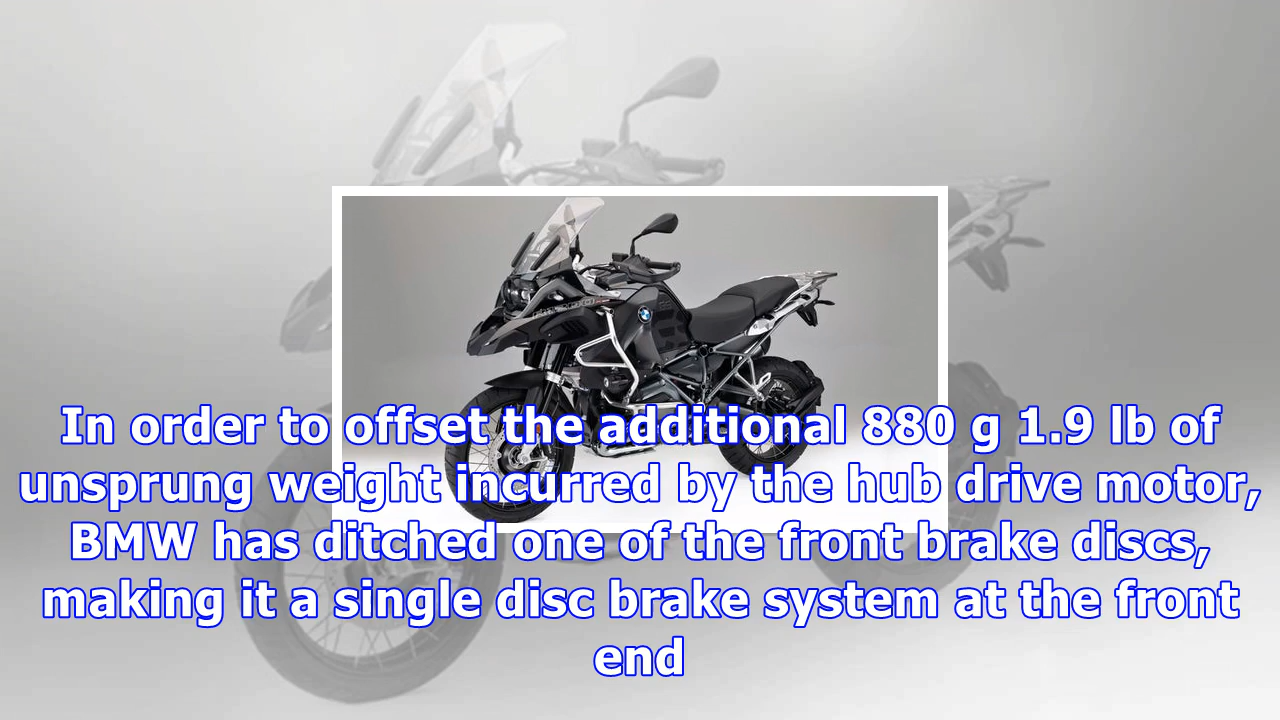 In order to offset the additional 880 g 1.9 lb of
unsprung weight incurred by the hub drive motor,
BMW has ditched one of the front brake discs,
making it a single disc brake system at the front
end